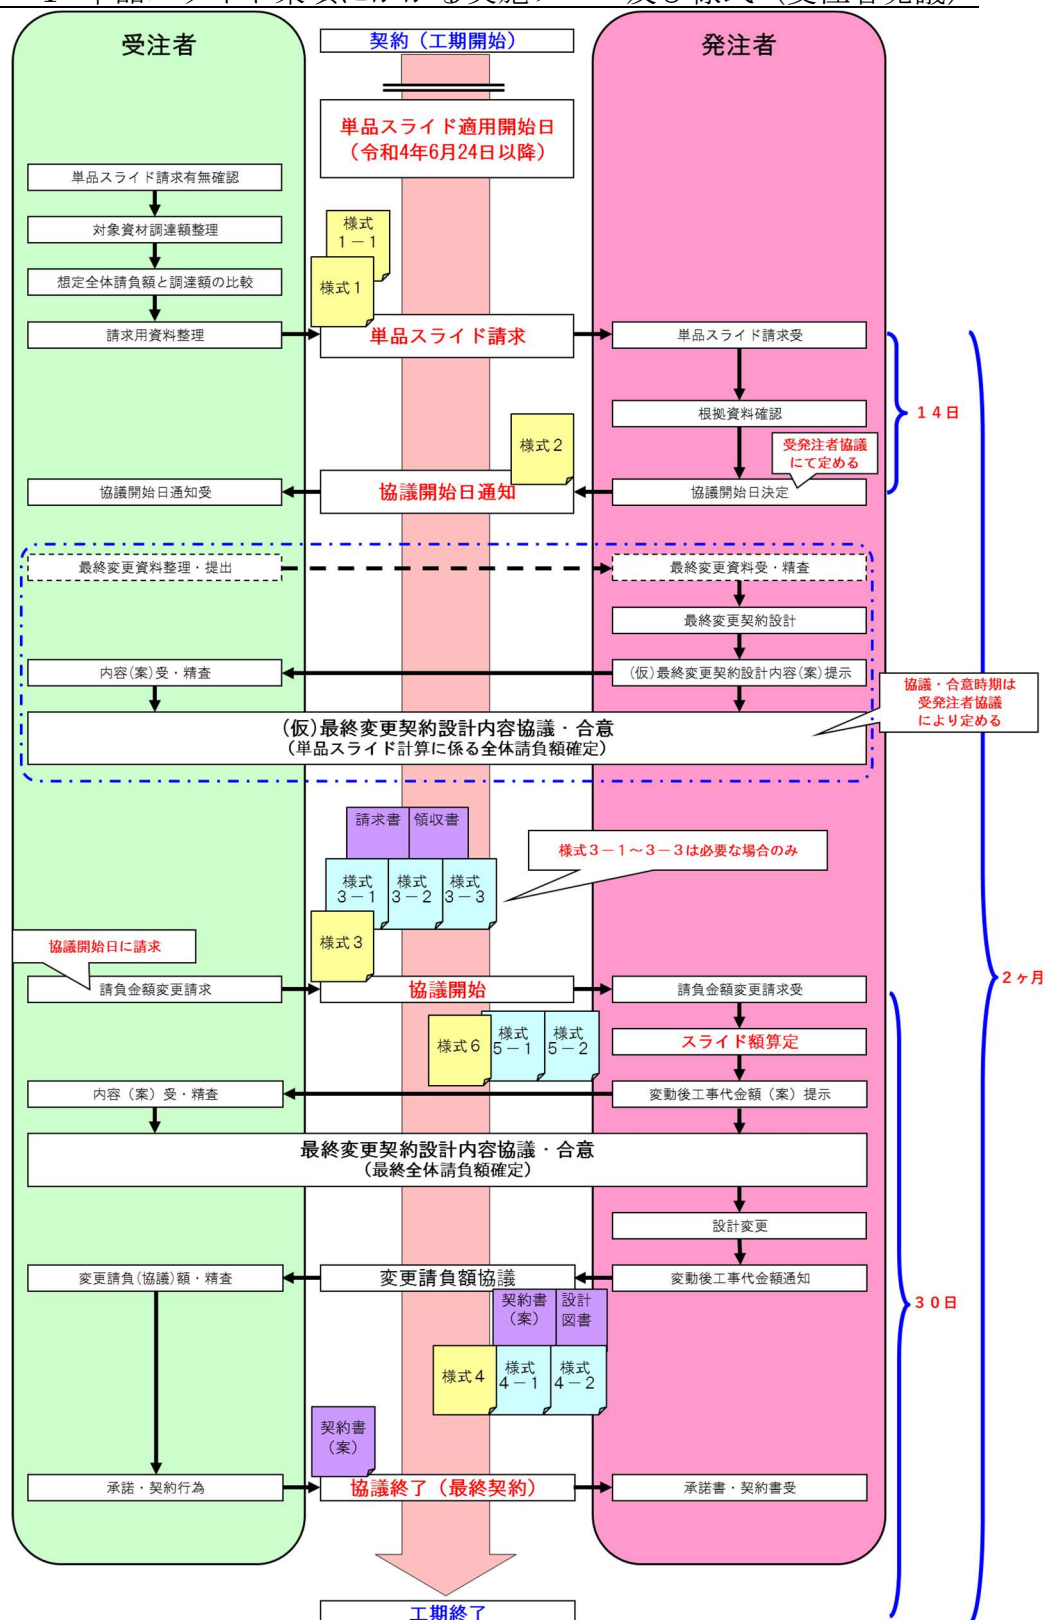 受注者
契約（工期開始）
発注者
単品スライド適用開始日
（令和4年6月24日以降）
単品スライド請求有無確認
対象資材調達額整理
想定全体請負額と調達額の比較
様式
１－１
様式１
請求用資料整理
単品スライド請求
単品スライド請求受
１４日
根拠資料確認
受発注者協議
にて定める
様式２
協議開始日通知受
協議開始日通知
協議開始日決定
最終変更資料整理・提出
最終変更資料受・精査
最終変更契約設計
内容(案)受・精査
(仮)最終変更契約設計内容(案)提示
協議・合意時期は
受発注者協議
により定める
(仮)最終変更契約設計内容協議・合意
（単品スライド計算に係る全体請負額確定）
請求書
領収書
様式３－１～３－３は必要な場合のみ
様式
３－１
様式
３－２
様式
３－３
様式３
協議開始日に請求
２ヶ月
請負金額変更請求
協議開始
請負金額変更請求受
様式６
様式
５－１
様式
５－２
スライド額算定
内容（案）受・精査
変動後工事代金額（案）提示
最終変更契約設計内容協議・合意
（最終全体請負額確定）
設計変更
変更請負(協議)額・精査
変更請負額協議
変動後工事代金額通知
３０日
契約書
（案）
設計
図書
様式４
様式
４－１
様式
４－２
契約書
（案）
承諾・契約行為
協議終了（最終契約）
承諾書・契約書受
工期終了